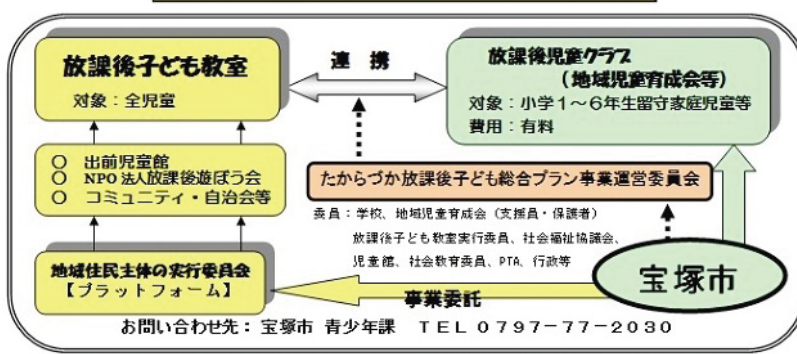 放課後子ども教室
対象：全児童
連 携
放課後児童クラブ
（地域児童育成会等）
対象：小学１～６年生留守家庭児童等
費用：有料
○ 出前児童館
○ NPO法人放課後遊ぼう会
○ コミュニティ・自治会等
たからづか放課後子ども総合プラン事業運営委員会
委員：学校、地域児童育成会（支援員・保護者）
放課後子ども教室実行委員、社会福祉協議会、
児童館、社会教育委員、PTA、行政等
地域住民主体の実行委員会
【プラットフォーム】
事業委託
宝塚市
お問い合わせ先：宝塚市 青少年課 ＴＥＬ０７９７－７７－２０３０